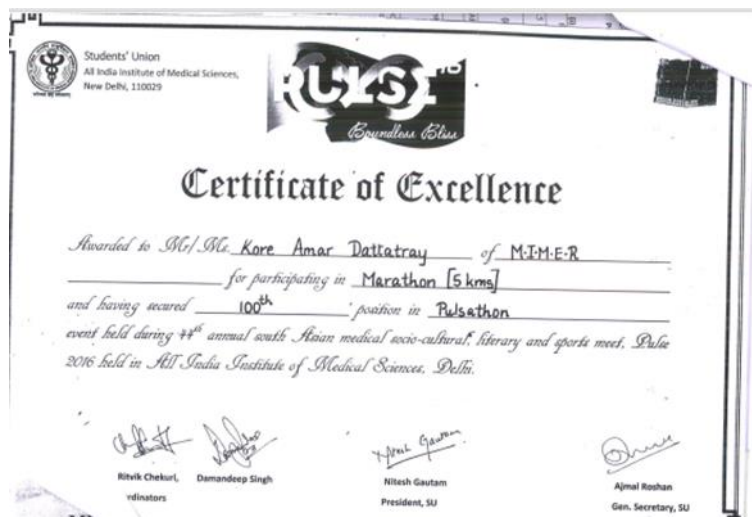 Students' Union
All India Institute of Medical Sciences,
New Delhi, 110029
PULSE
Boundless Bliss
Certificate of Excellence
Awarded to Mr/Ms. Kore Amar Dattatray of M.I.M.E.R
for participating in Marathon [5 kms]
and having secured 100th position in Pulsathon
event held during 44th annual south Asian medical socio-cultural, literary and sports meet, Pulse
2016 held in All India Institute of Medical Sciences, Delhi.
Nitesh Gautam
Ritvik Chekuri, Damandeep Singh Nitesh Gautam Ajmal Roshan
rdinators President, SU Gen. Secretary, SU